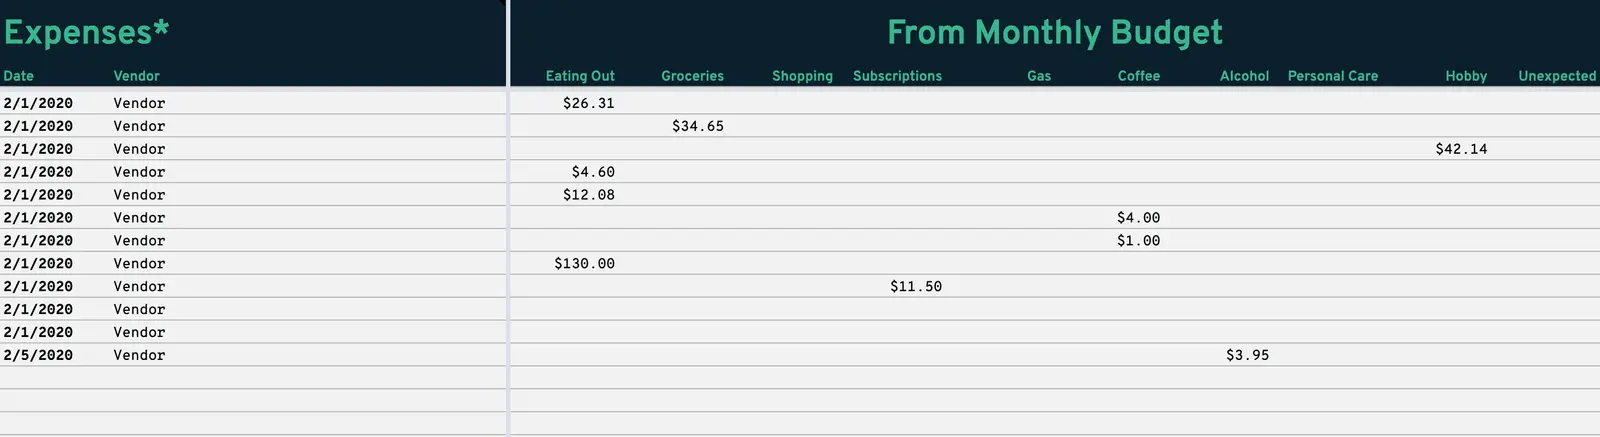 Expenses* From Monthly Budget
Date Vendor Eating Out Groceries Shopping Subscriptions Gas Coffee Alcohol Personal Care Hobby Unexpected
2/1/2020 Vendor $26.31
2/1/2020 Vendor $34.65
2/1/2020 Vendor $42.14
2/1/2020 Vendor $4.60
2/1/2020 Vendor $12.08
2/1/2020 Vendor $4.00
2/1/2020 Vendor $1.00
2/1/2020 Vendor $130.00
2/1/2020 Vendor $11.50
2/1/2020 Vendor
2/1/2020 Vendor
2/5/2020 Vendor $3.95